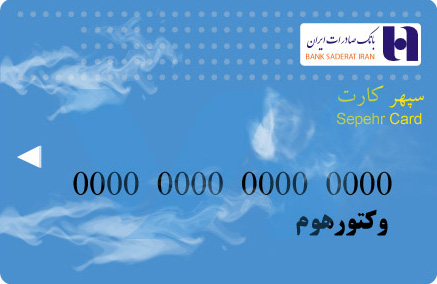 بانک صادرات ایران
BANK SADERAT IRAN
سپهر کارت
Sepehr Card
0000 0000 0000 0000
وکتورهوم